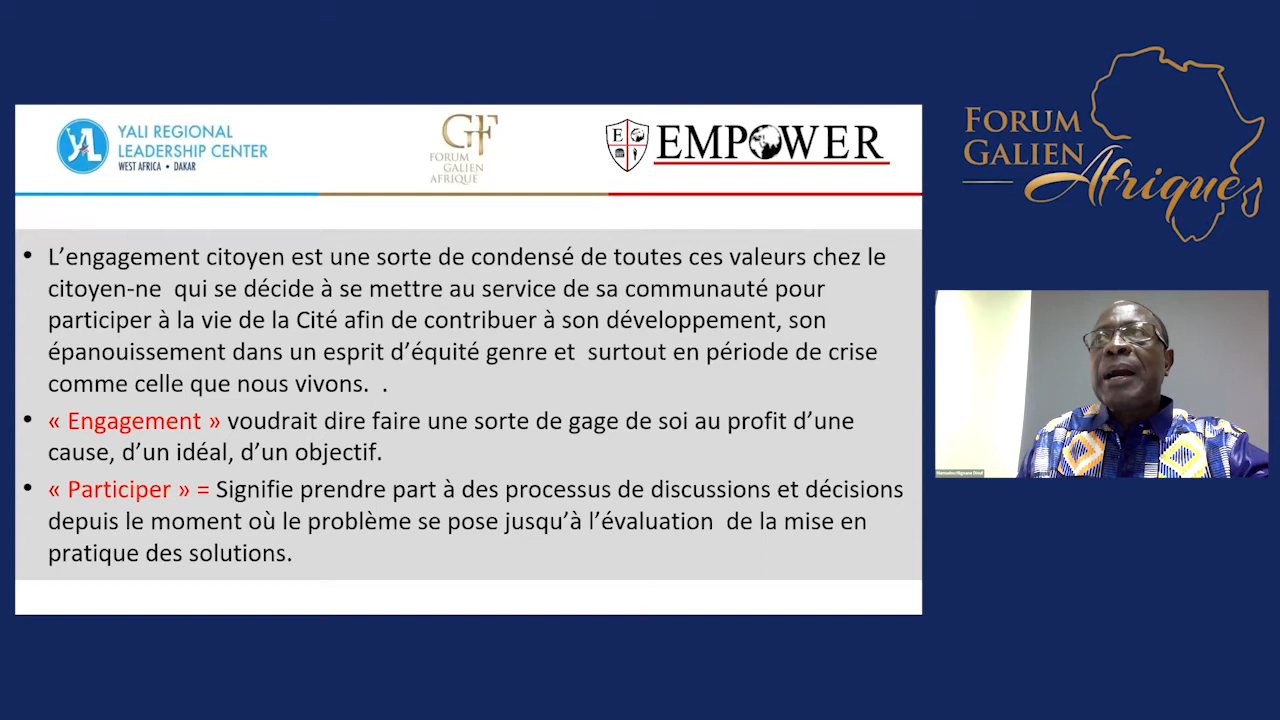 YALI REGIONAL
LEADERSHIP CENTER
WEST AFRICA • DAKAR
GF
FORUM
GALIEN
AFRIQUE
E
EMPOWER
FORUM
GALIEN
Afrique
• L’engagement citoyen est une sorte de condensé de toutes ces valeurs chez le
citoyen-ne qui se décide à se mettre au service de sa communauté pour
participer à la vie de la Cité afin de contribuer à son développement, son
épanouissement dans un esprit d’équité genre et surtout en période de crise
comme celle que nous vivons. .
• « Engagement » voudrait dire faire une sorte de gage de soi au profit d’une
cause, d’un idéal, d’un objectif.
• « Participer » = Signifie prendre part à des processus de discussions et décisions
depuis le moment où le problème se pose jusqu’à l’évaluation de la mise en
pratique des solutions.